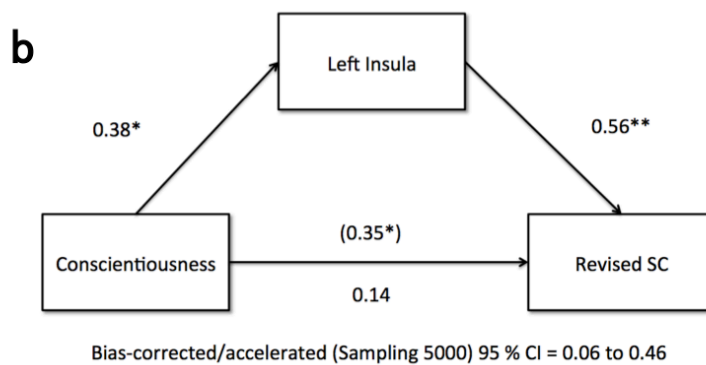 b
Left Insula
0.38*
0.56**
(0.35*)
Conscientiousness
Revised SC
0.14
Bias-corrected/accelerated (Sampling 5000) 95 % CI = 0.06 to 0.46